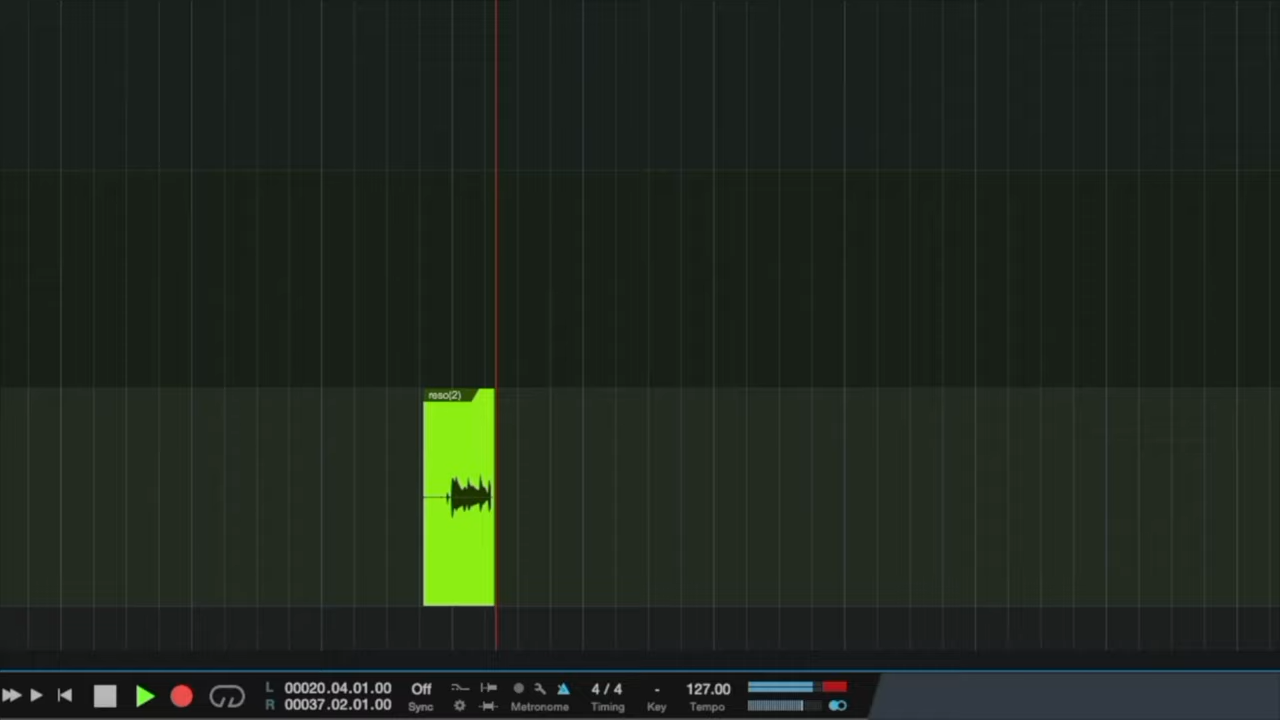 reso(2)
L 00020.04.01.00 Off 4 / 4 - 127.00
R 00037.02.01.00 Sync Metronome Timing Key Tempo